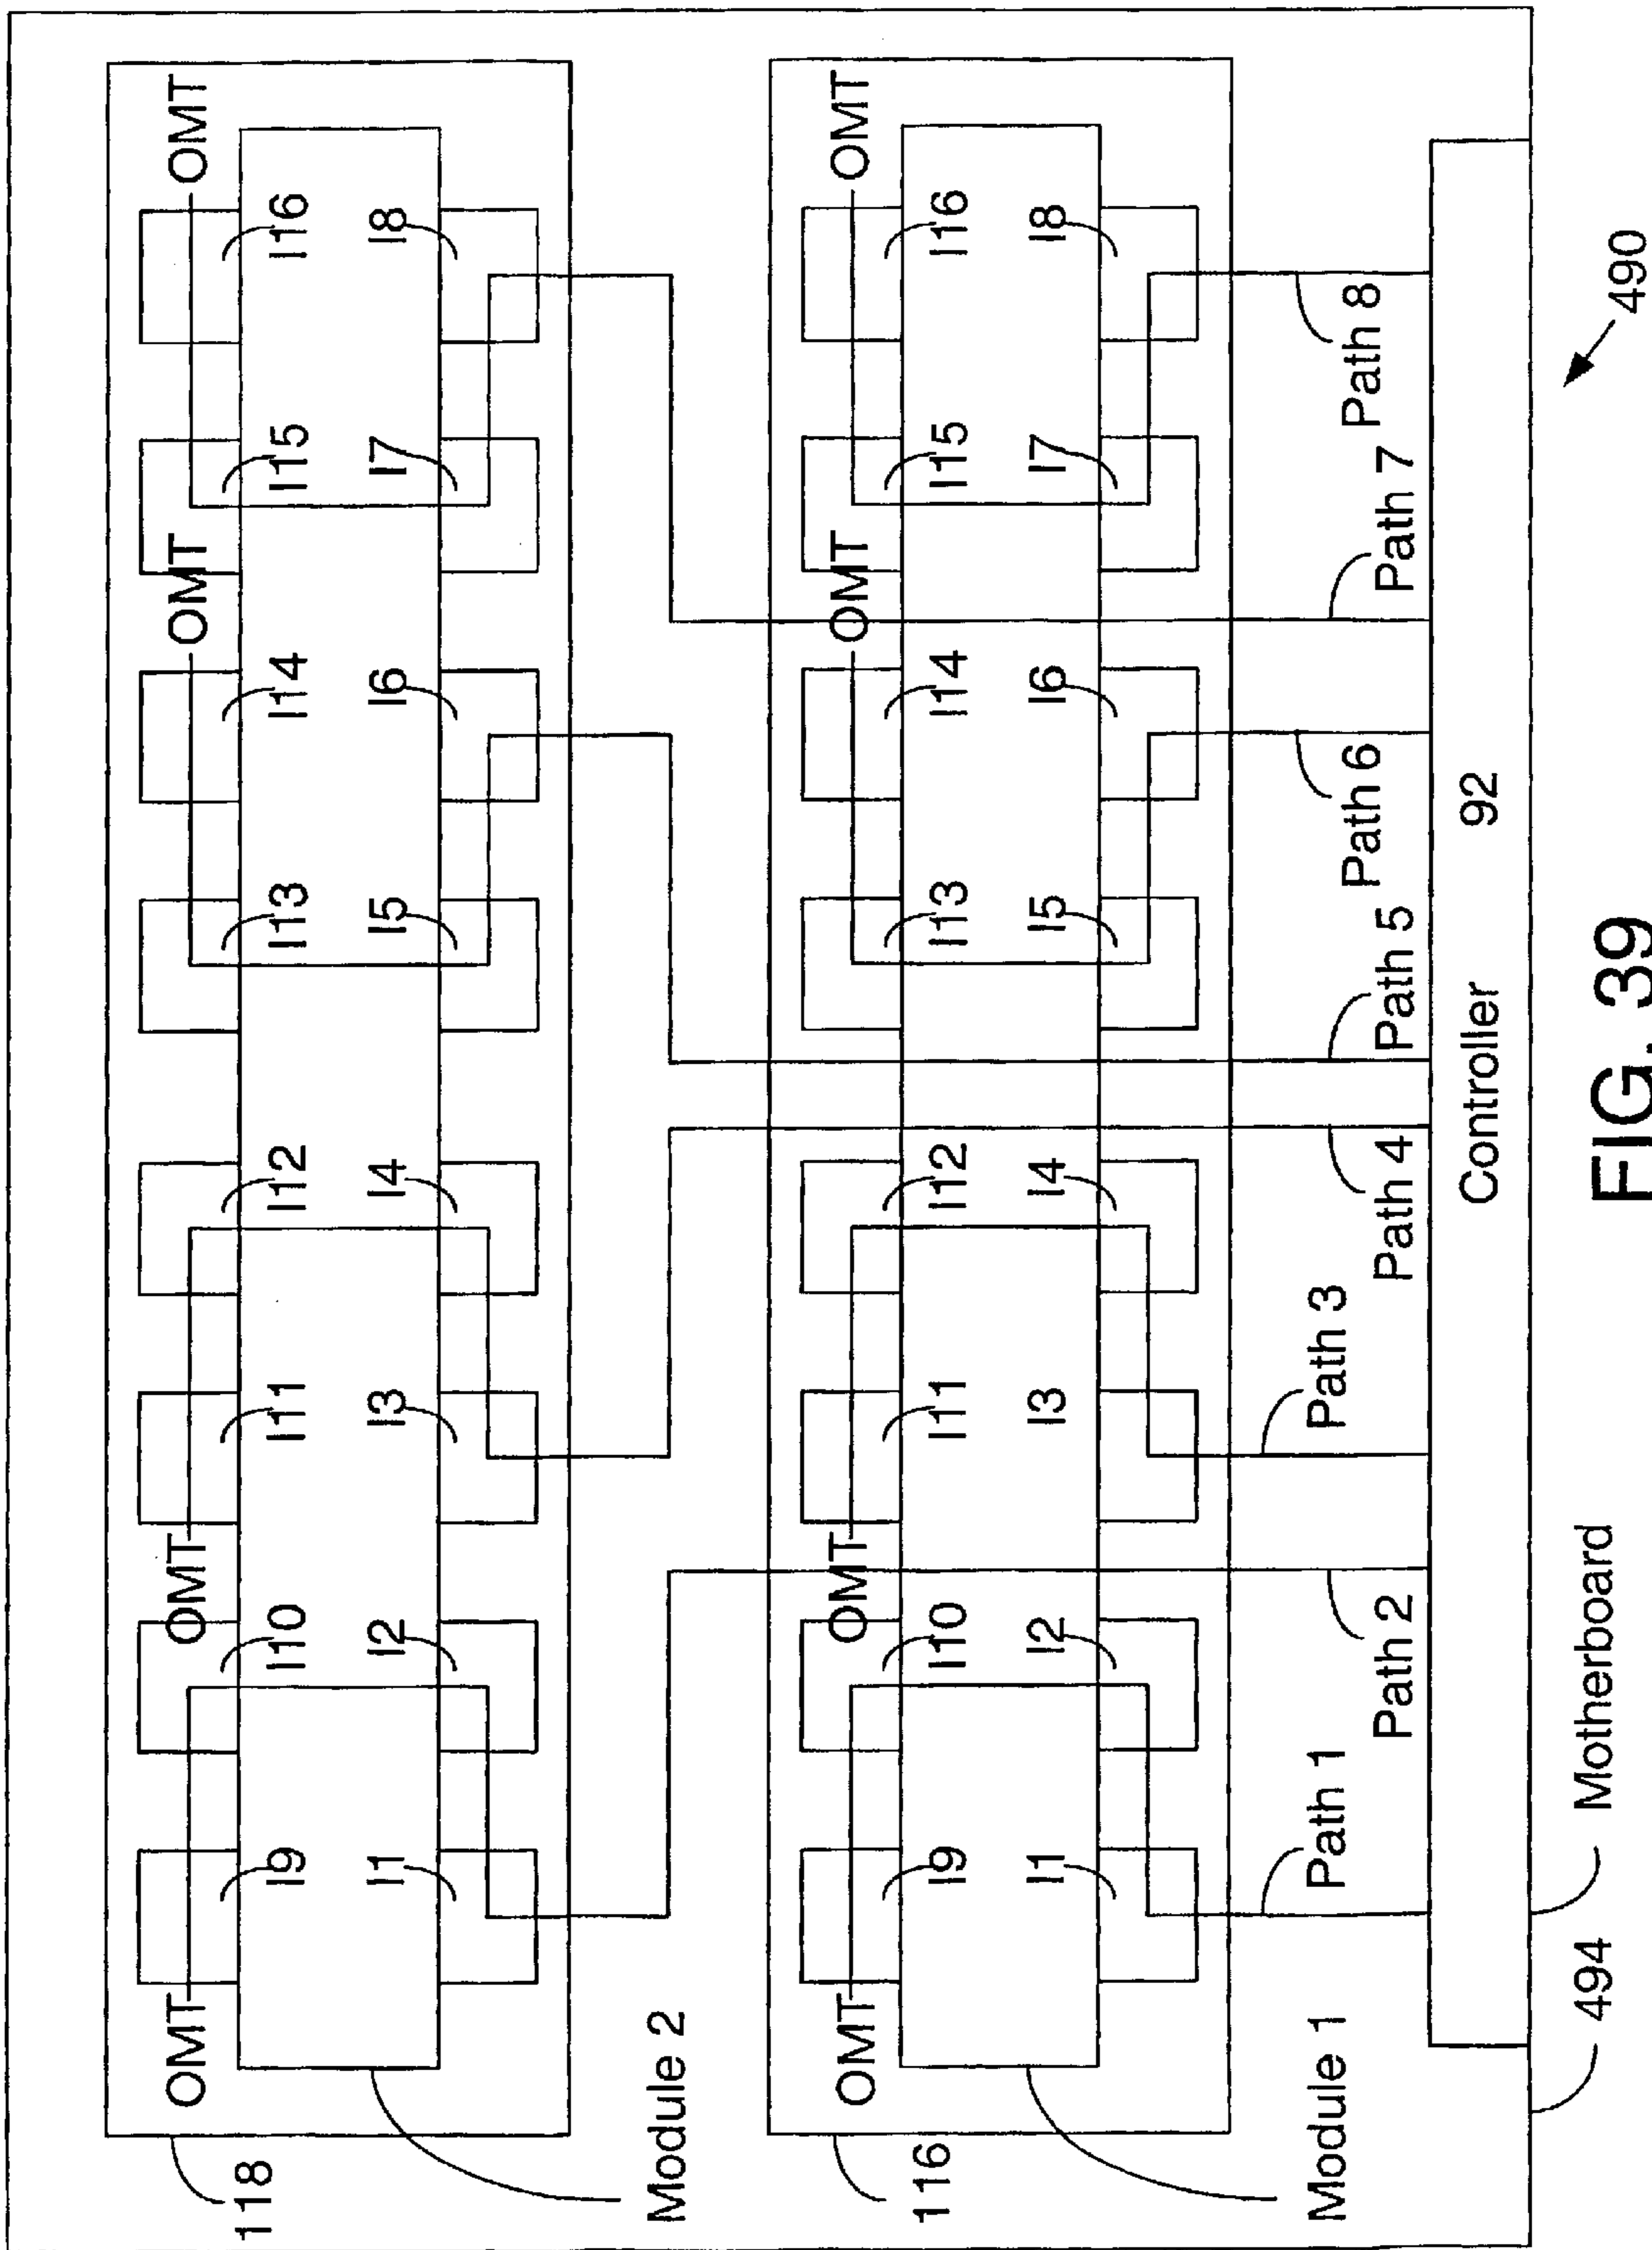 OMT OMT OMT OMT
I9 I10 I11 I12 I13 I14 I15 I16
I1 I2 I3 I4 I5 I6 I7 I8
118
Module 2
OMT OMT OMT OMT
I9 I10 I11 I12 I13 I14 I15 I16
I1 I2 I3 I4 I5 I6 I7 I8
116
Module 1
Path 1
Path 2
Path 3
Path 4
Path 5
Path 6
Path 7
Path 8
Controller 92
494
Motherboard
490
FIG. 39